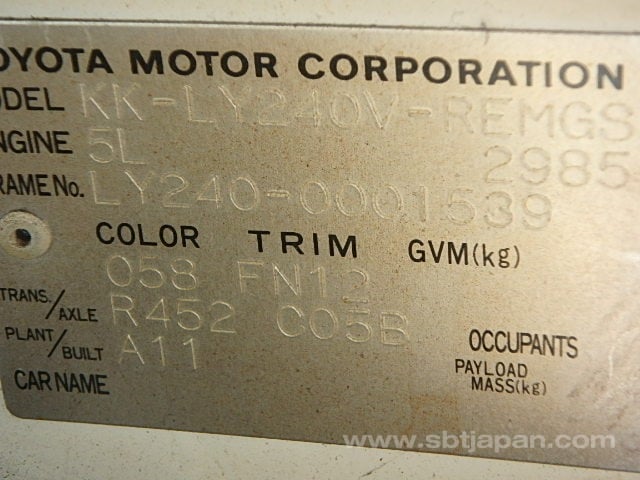 OYOTA MOTOR CORPORATION
ODEL KK-LY240V-REMGS
NGINE 5L 2985
RAME No. LY240-0001539
COLOR TRIM GVM(kg)
058 FN12
TRANS./AXLE R452 C05B
PLANT/BUILT A11
OCCUPANTS
CAR NAME
PAYLOAD
MASS(kg)
www.sbtjapan.com